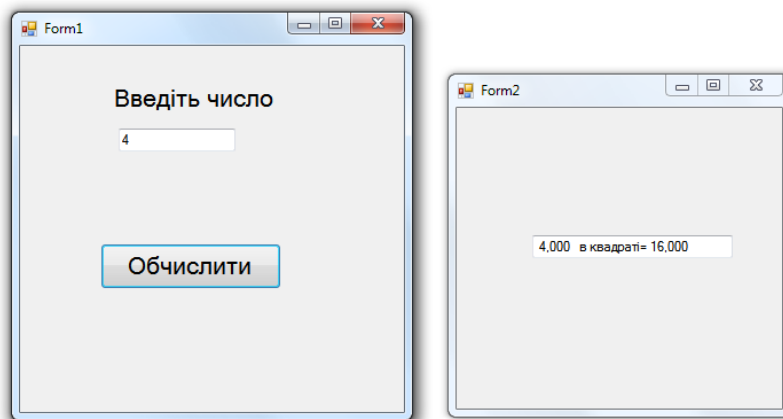 Form1
Введіть число
4
Обчислити
Form2
4,000 в квадраті= 16,000